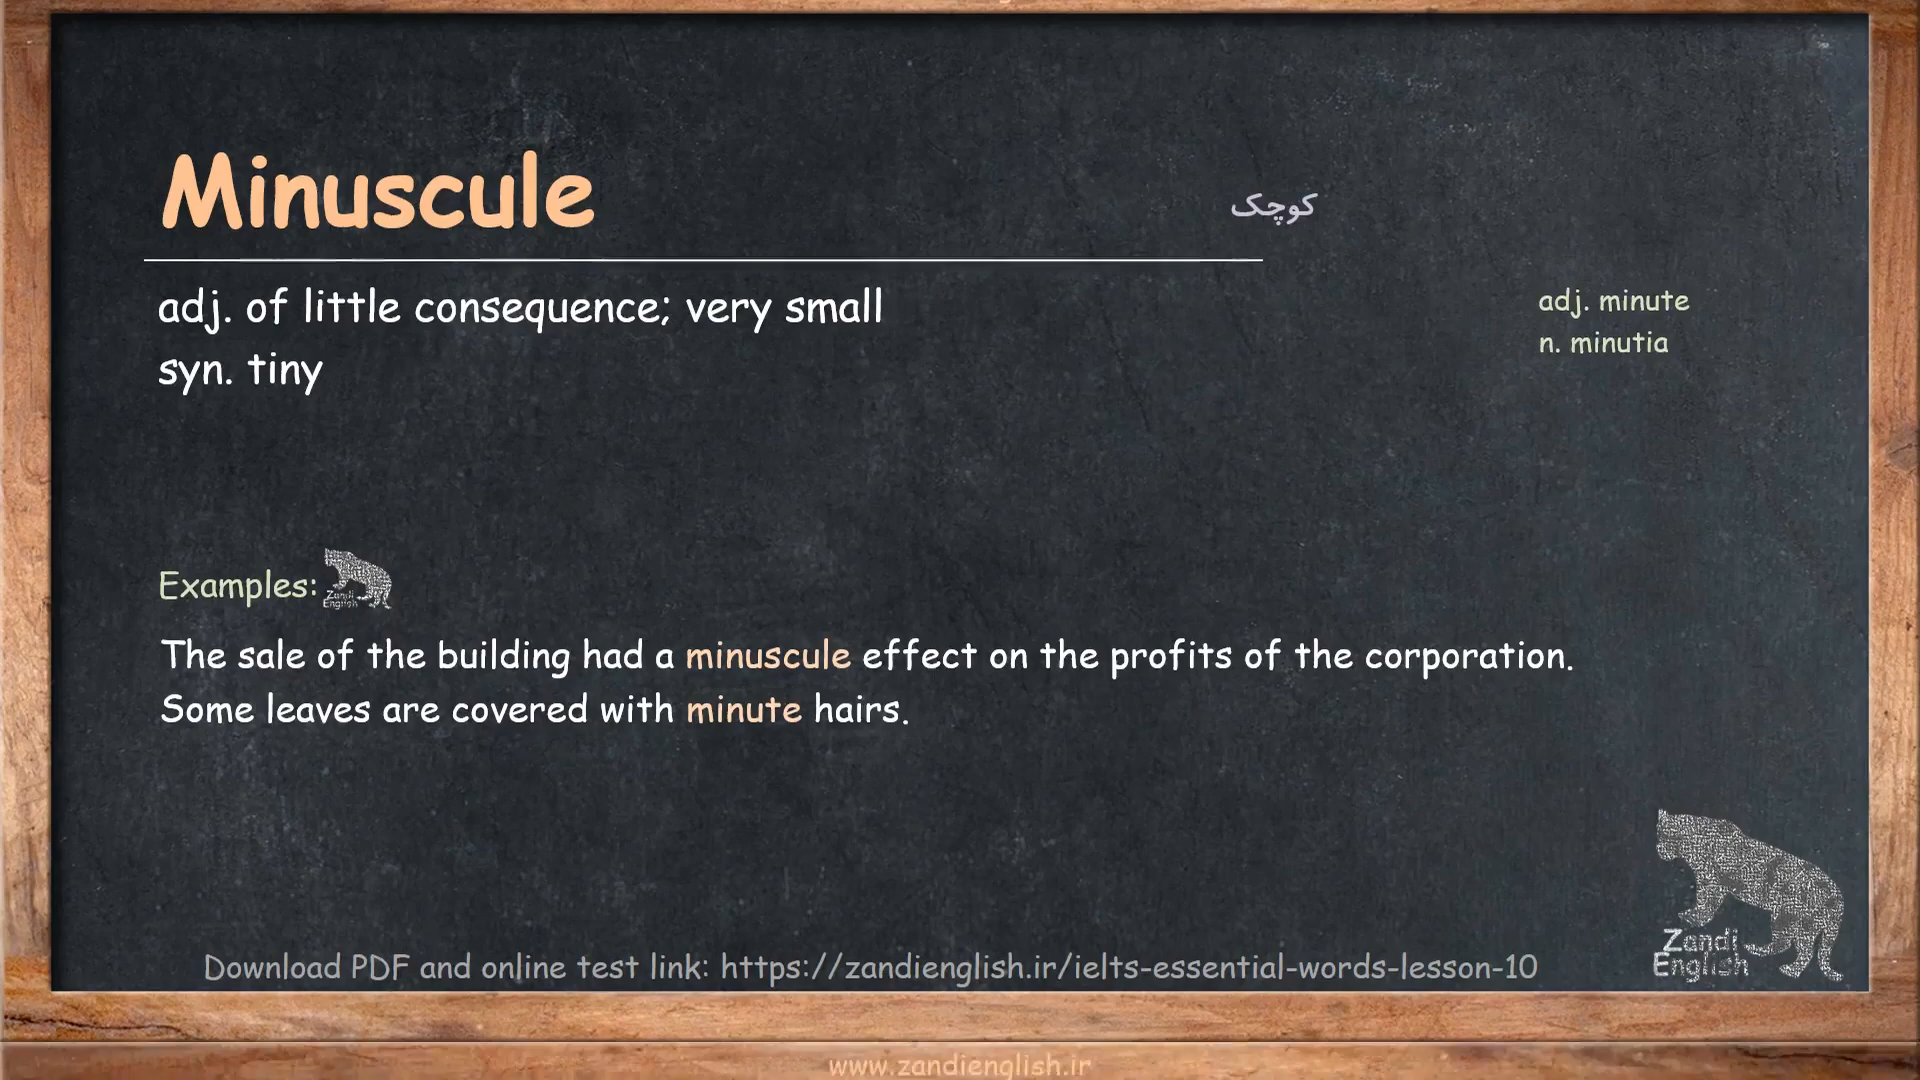 Minuscule
کوچک
adj. of little consequence; very small
syn. tiny
adj. minute
n. minutia
Examples:
Zandi
English
The sale of the building had a minuscule effect on the profits of the corporation.
Some leaves are covered with minute hairs.
Zandi
English
Download PDF and online test link: https://zandienglish.ir/ielts-essential-words-lesson-10
www.zandienglish.ir